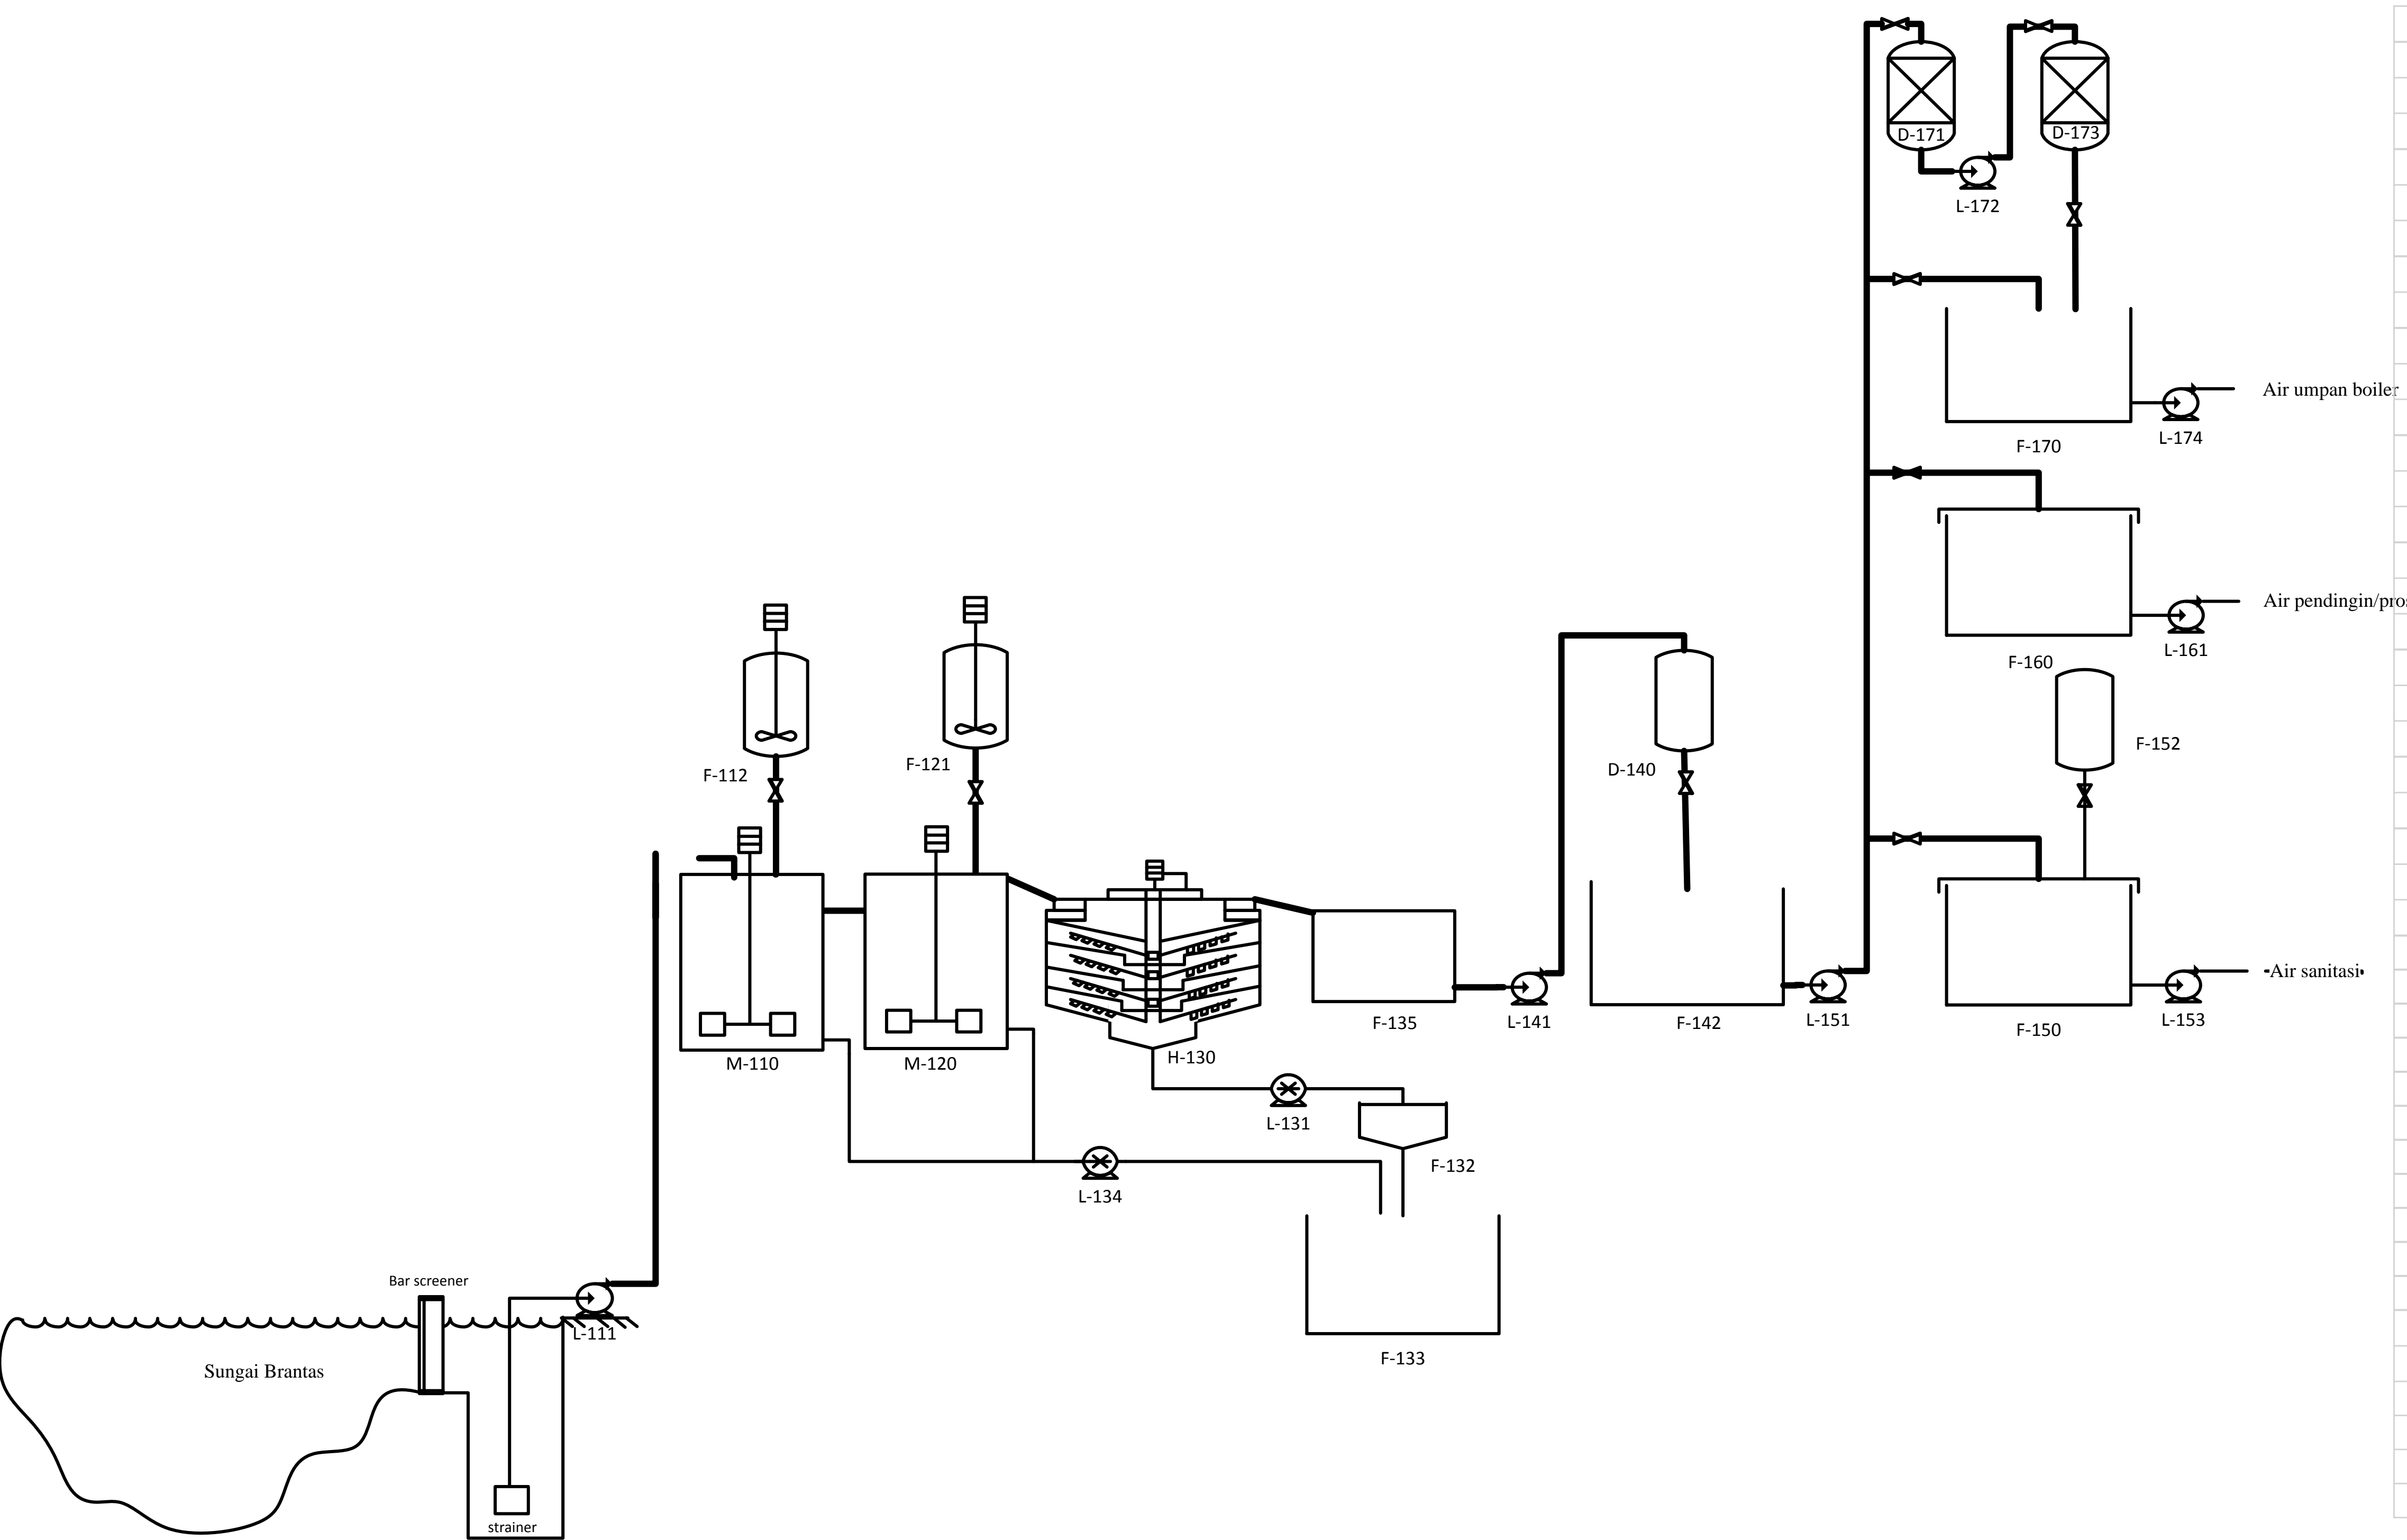 D-171
D-173
L-172
Air umpan boiler
L-174
F-170
Air pendingin/pro
L-161
F-160
F-152
F-112
F-121
D-140
Air sanitasi
F-135
L-141
F-142
L-151
F-150
L-153
M-110
M-120
H-130
L-131
F-132
L-134
Bar screener
L-111
Sungai Brantas
F-133
strainer